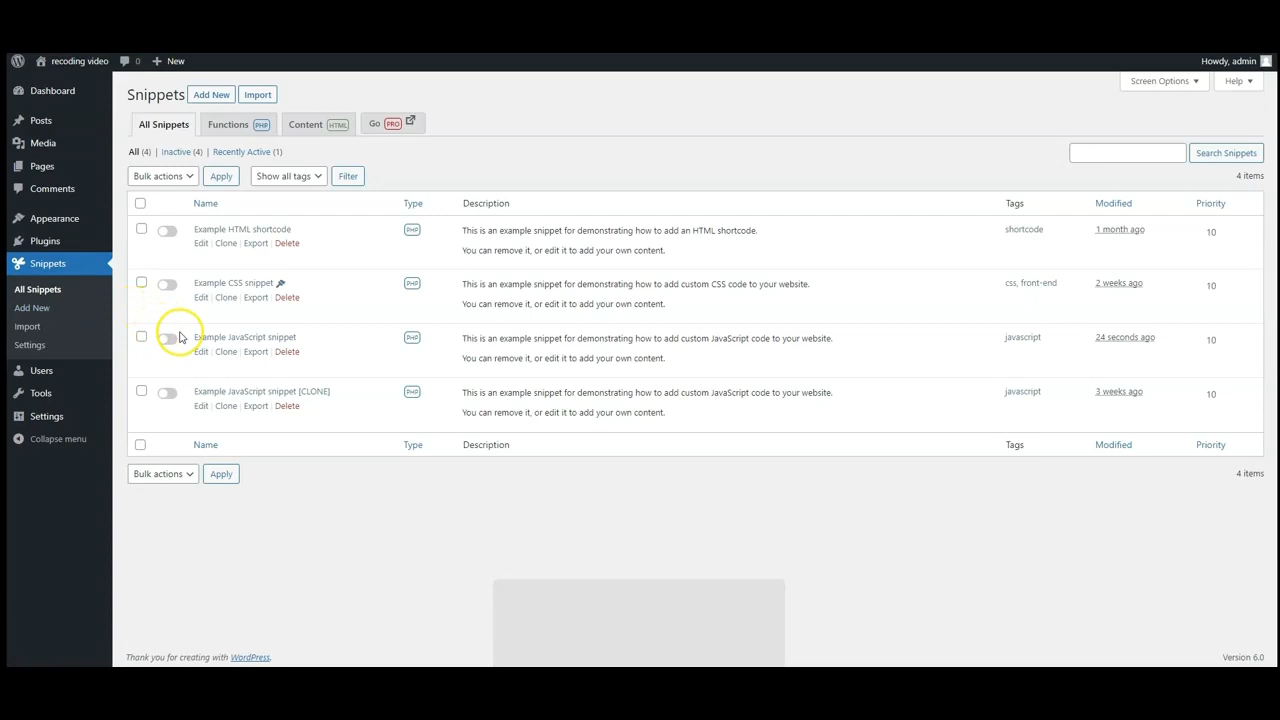 recoding video 0 New Howdy, admin
Dashboard
Posts
Media
Pages
Comments
Appearance
Plugins
Snippets
All Snippets
Add New
Import
Settings
Users
Tools
Settings
Collapse menu
Screen Options Help
Snippets Add New Import
All Snippets Functions PHP Content HTML Go PRO
All (4) | Inactive (4) | Recently Active (1)
Search Snippets
Bulk actions Apply Show all tags Filter 4 items
Name Type Description Tags Modified Priority
Example HTML shortcode PHP This is an example snippet for demonstrating how to add an HTML shortcode. shortcode 1 month ago 10
Edit | Clone | Export | Delete You can remove it, or edit it to add your own content.
Example CSS snippet PHP This is an example snippet for demonstrating how to add custom CSS code to your website. css, front-end 2 weeks ago 10
Edit | Clone | Export | Delete You can remove it, or edit it to add your own content.
Example JavaScript snippet PHP This is an example snippet for demonstrating how to add custom JavaScript code to your website. javascript 24 seconds ago 10
Edit | Clone | Export | Delete You can remove it, or edit it to add your own content.
Example JavaScript snippet [CLONE] PHP This is an example snippet for demonstrating how to add custom JavaScript code to your website. javascript 3 weeks ago 10
Edit | Clone | Export | Delete You can remove it, or edit it to add your own content.
Name Type Description Tags Modified Priority
Bulk actions Apply 4 items
Thank you for creating with WordPress. Version 6.0